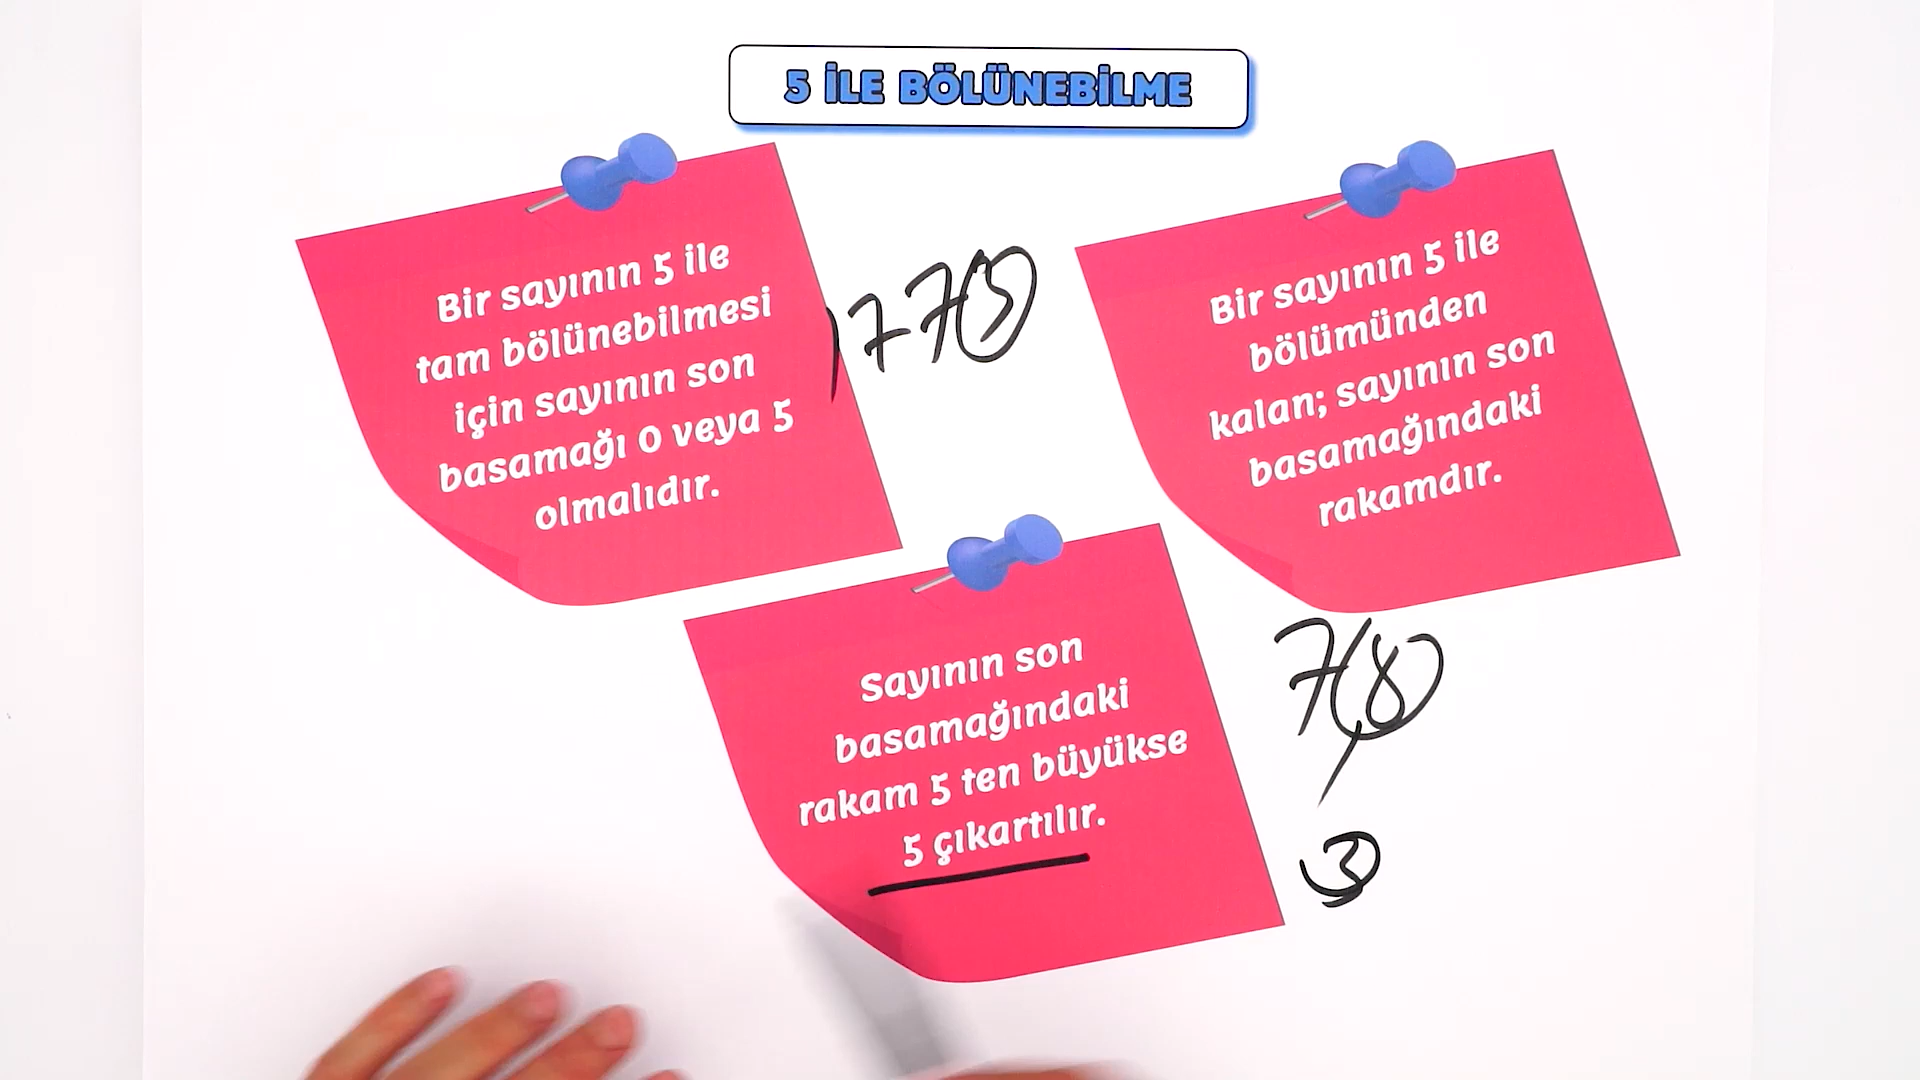 5 İLE BÖLÜNEBİLME
Bir sayının 5 ile
tam bölünebilmesi
için sayının son
basamağı 0 veya 5
olmalıdır.
1775
Bir sayının 5 ile
bölümünden
kalan; sayının son
basamağındaki
rakamdır.
Sayının son
basamağındaki
rakam 5 ten büyükse
5 çıkartılır.
78
3